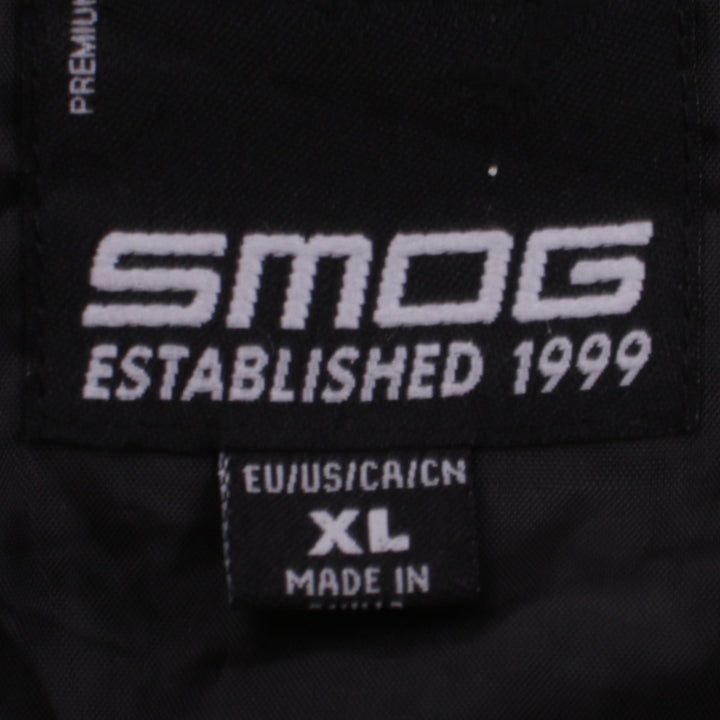 PREMIUM
SMOG
ESTABLISHED 1999
EU/US/CA/CN
XL
MADE IN